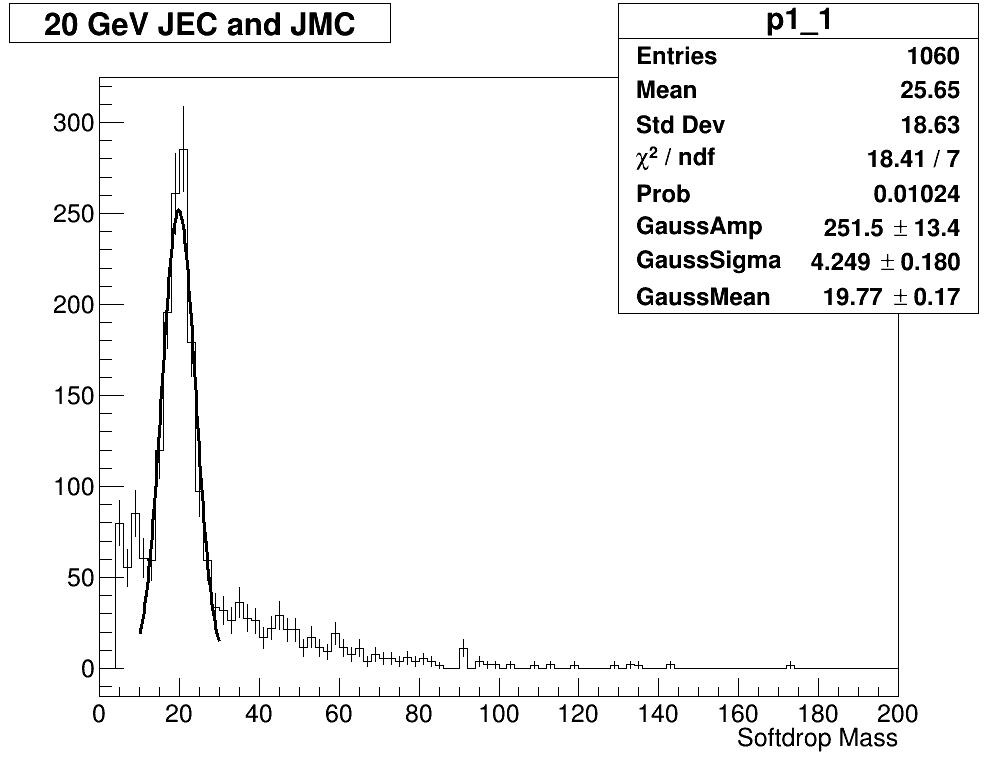 20 GeV JEC and JMC
p1_1
Entries 1060
Mean 25.65
Std Dev 18.63
χ² / ndf 18.41 / 7
Prob 0.01024
GaussAmp 251.5 ± 13.4
GaussSigma 4.249 ± 0.180
GaussMean 19.77 ± 0.17
300
250
200
150
100
50
0
0 20 40 60 80 100 120 140 160 180 200
Softdrop Mass